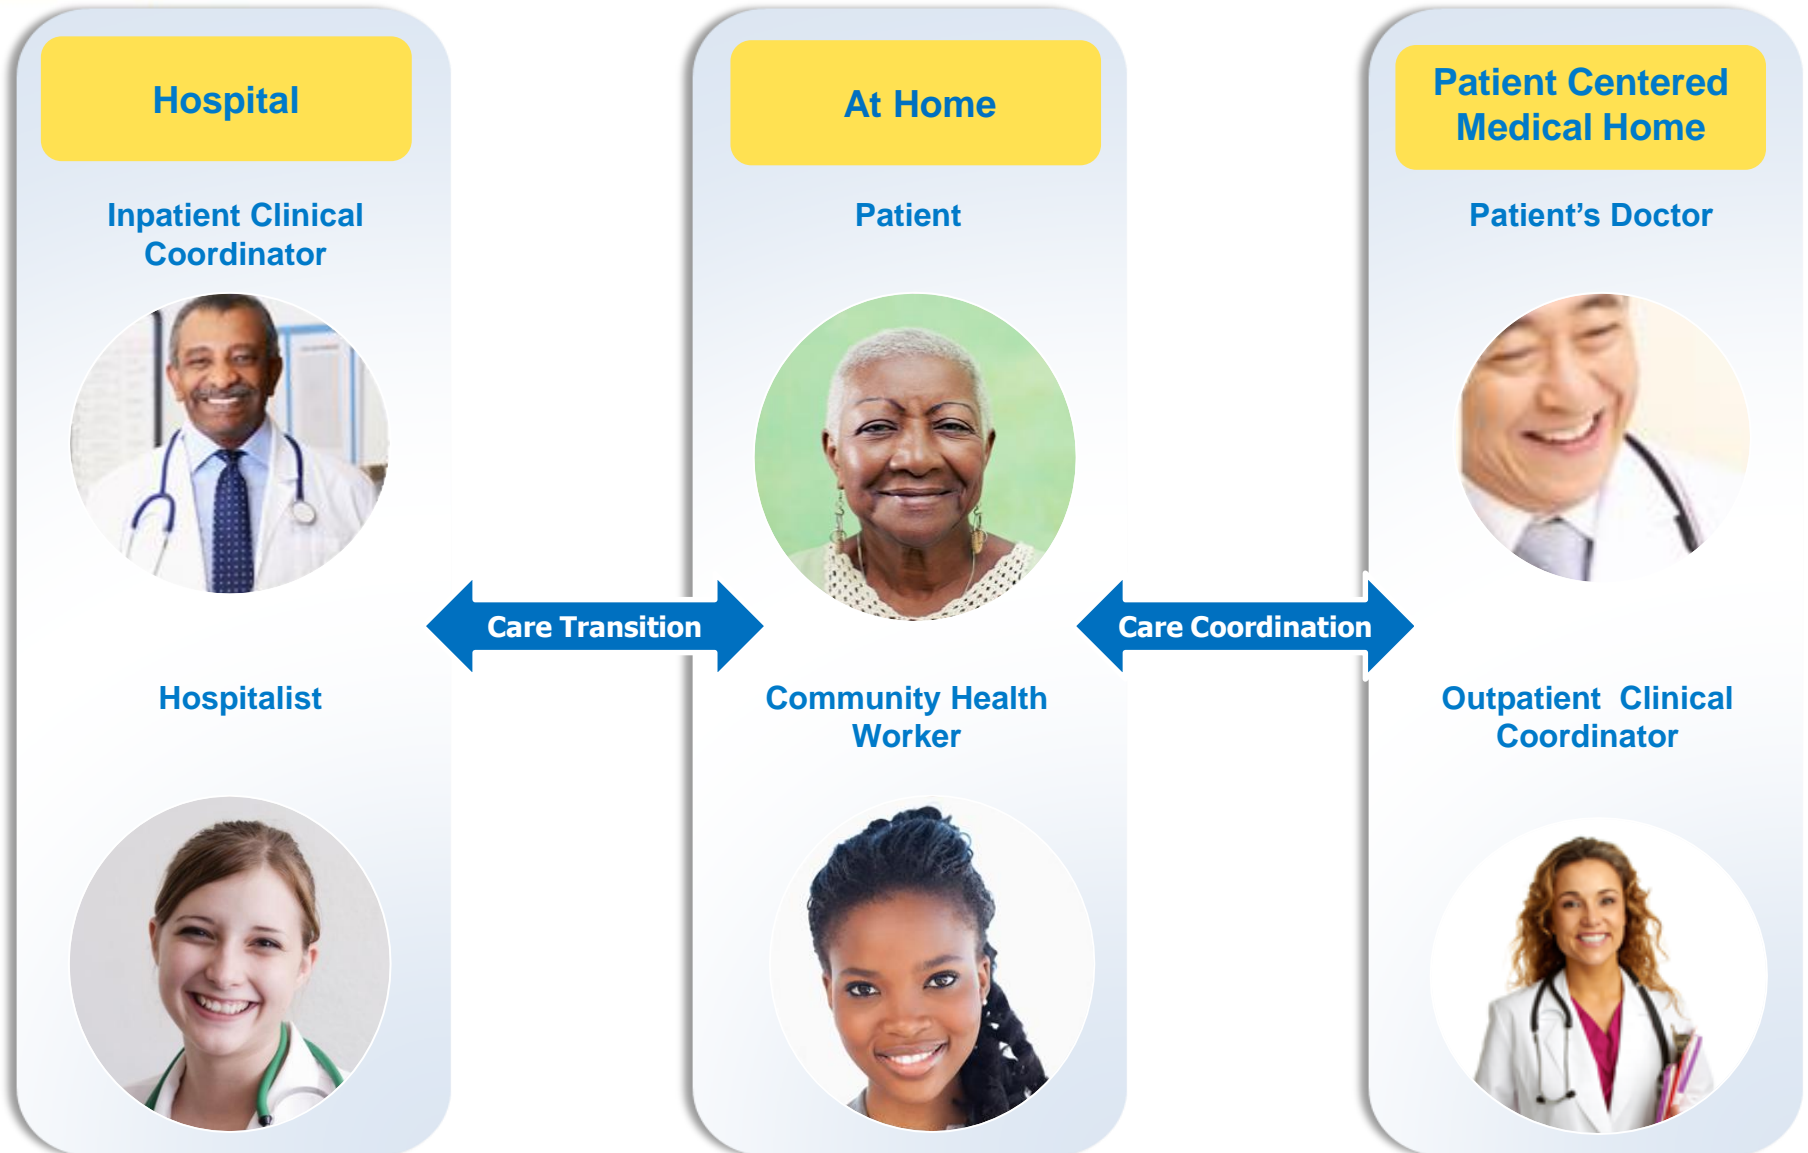 Hospital
Inpatient Clinical
Coordinator
Hospitalist
Care Transition
At Home
Patient
Community Health
Worker
Care Coordination
Patient Centered
Medical Home
Patient’s Doctor
Outpatient  Clinical
Coordinator